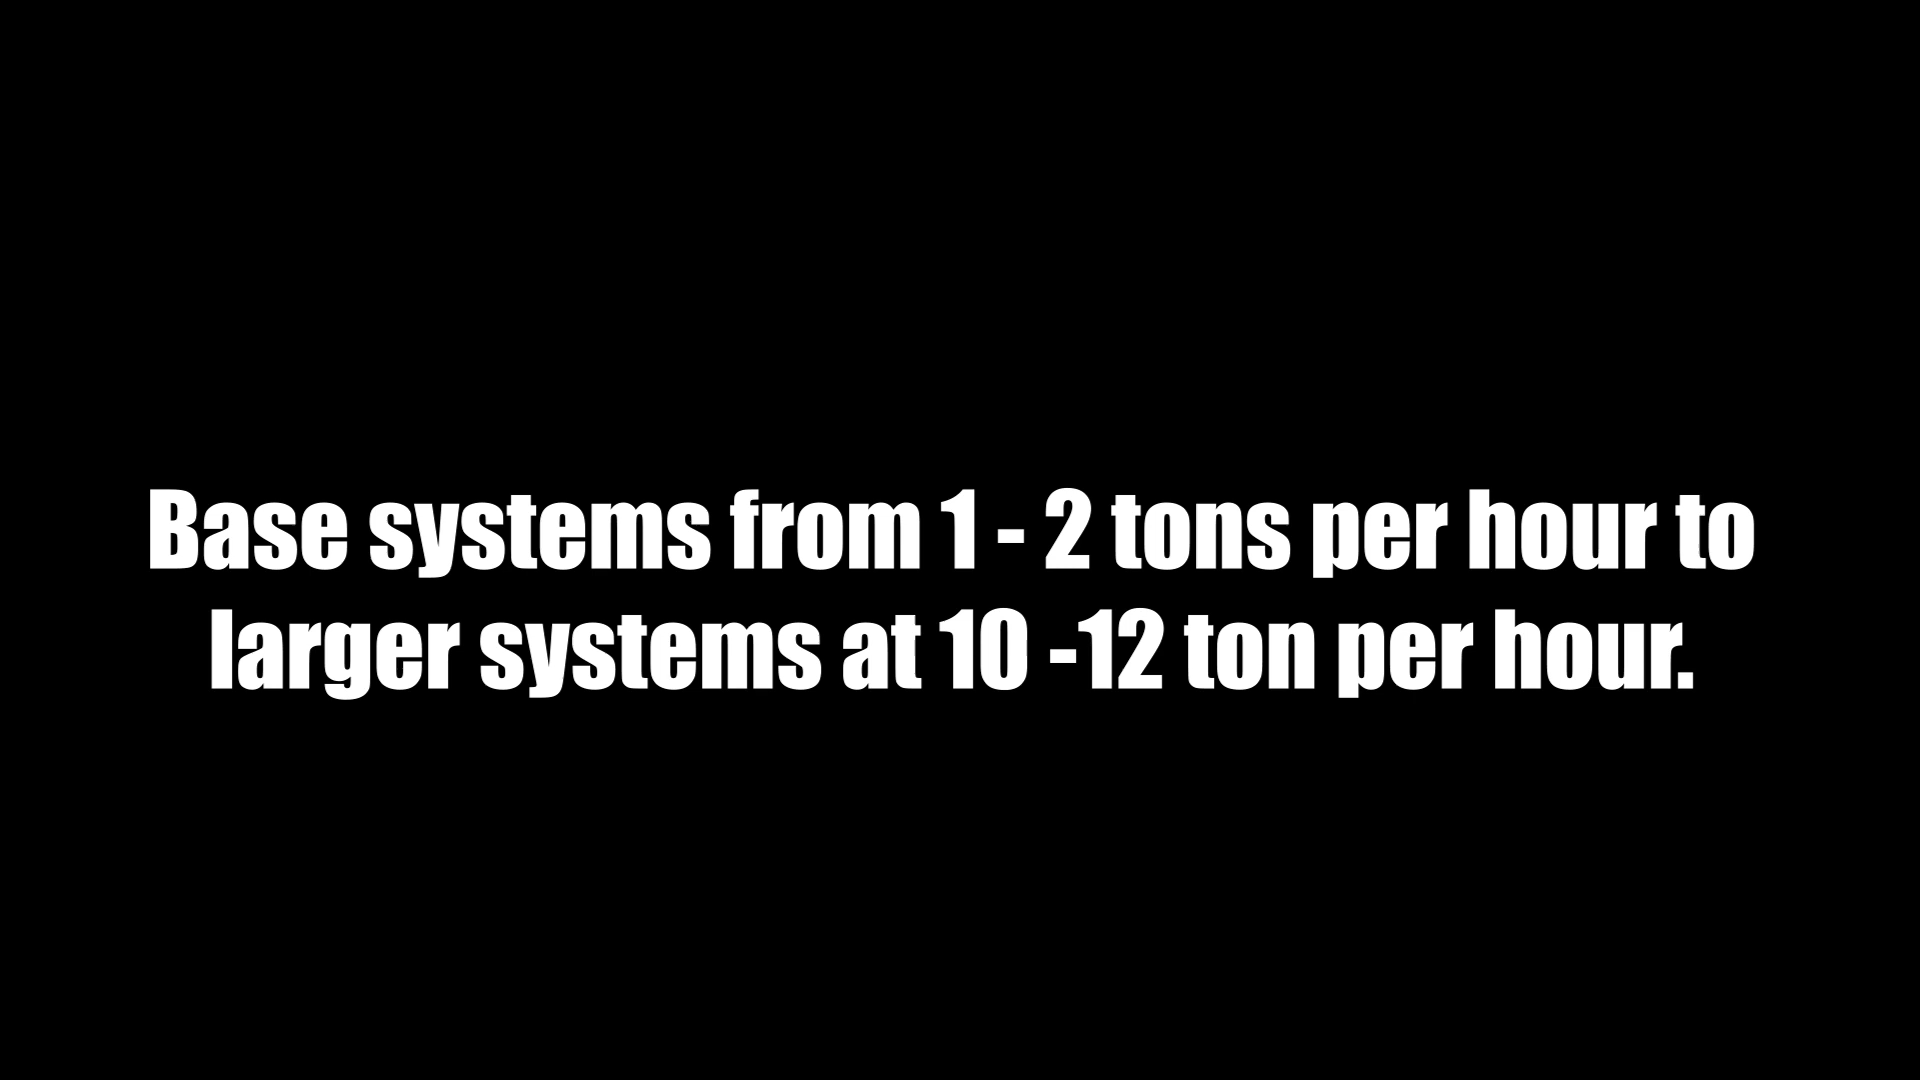 Base systems from 1 - 2 tons per hour to
larger systems at 10 -12 ton per hour.